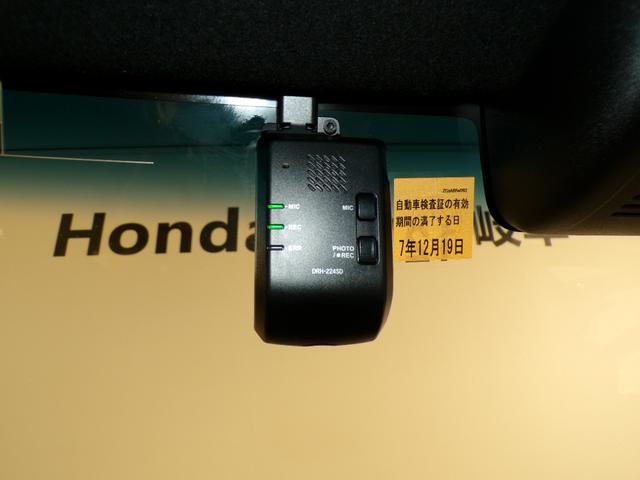 自動車検査証の有効
期間の満了する日
7年12月19日
Honda
MIC
MIC
REC
ERR
PHOTO
/●REC
DRH-224SD